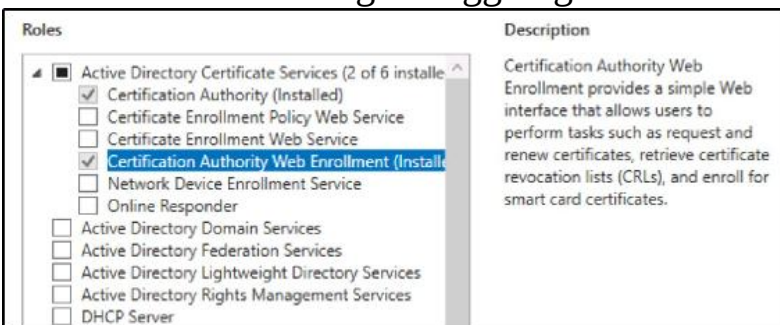 Roles
Active Directory Certificate Services (2 of 6 installe
Certification Authority (Installed)
Certificate Enrollment Policy Web Service
Certificate Enrollment Web Service
Certification Authority Web Enrollment (Installe
Network Device Enrollment Service
Online Responder
Active Directory Domain Services
Active Directory Federation Services
Active Directory Lightweight Directory Services
Active Directory Rights Management Services
DHCP Server
Description
Certification Authority Web
Enrollment provides a simple Web
interface that allows users to
perform tasks such as request and
renew certificates, retrieve certificate
revocation lists (CRLs), and enroll for
smart card certificates.